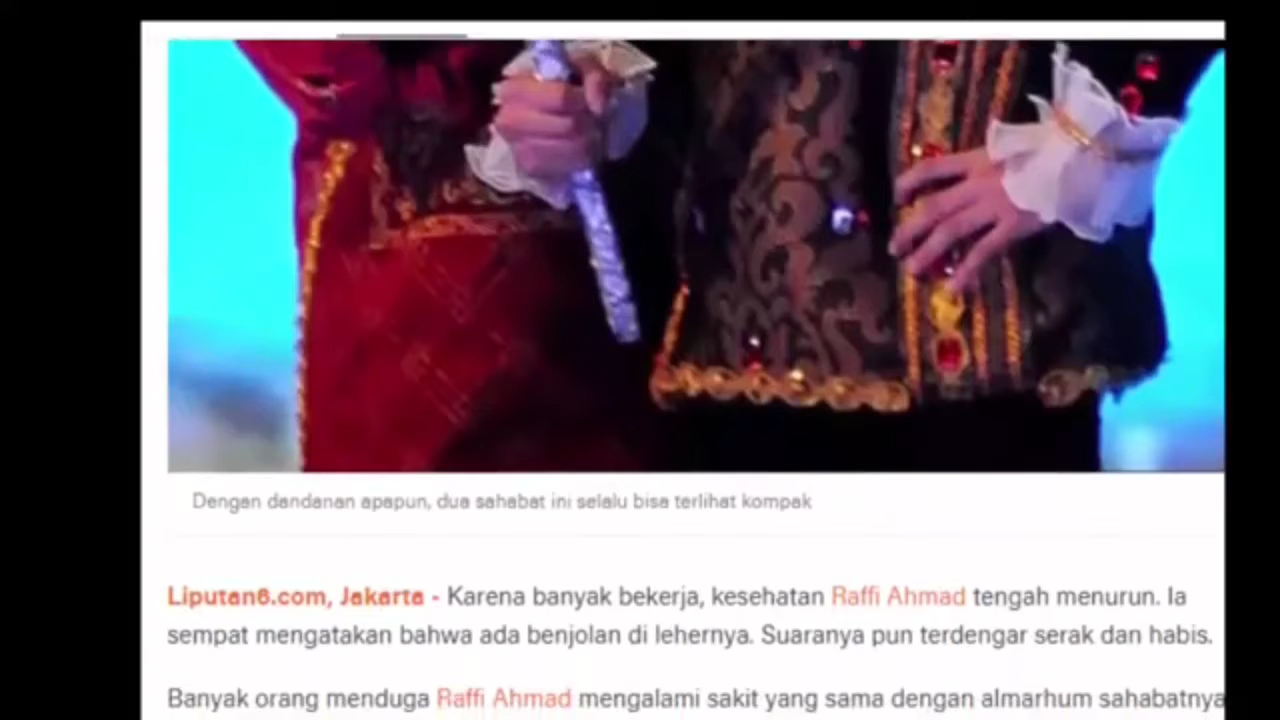 Dengan dandanan apapun, dua sahabat ini selalu bisa terlihat kompak
Liputan6.com, Jakarta - Karena banyak bekerja, kesehatan Raffi Ahmad tengah menurun. Ia
sempat mengatakan bahwa ada benjolan di lehernya. Suaranya pun terdengar serak dan habis.
Banyak orang menduga Raffi Ahmad mengalami sakit yang sama dengan almarhum sahabatnya